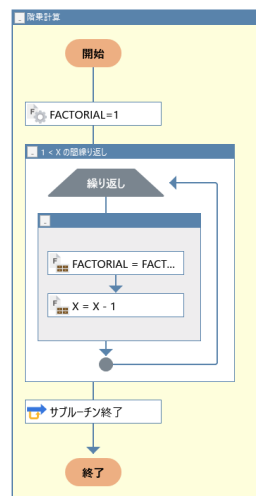 階乗計算
開始
FACTORIAL=1
1 < X の間繰り返し
繰り返し
FACTORIAL = FACT...
X = X - 1
サブルーチン終了
終了